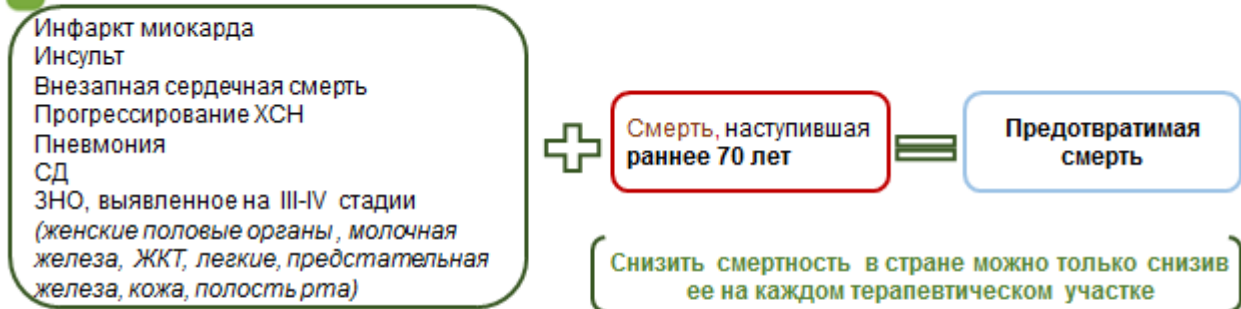 Инфаркт миокарда
Инсульт
Внезапная сердечная смерть
Прогрессирование ХСН
Пневмония
СД
ЗНО, выявленное на III-IV стадии
(женские половые органы , молочная
железа, ЖКТ, легкие, предстательная
железа, кожа, полость рта)
Смерть, наступившая
раннее 70 лет
Предотвратимая
смерть
Снизить смертность в стране можно только снизив
ее на каждом терапевтическом участке